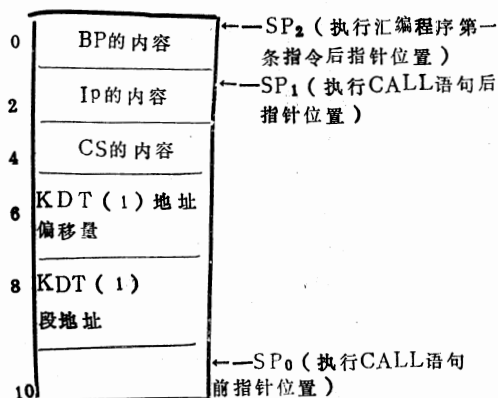 0
BP的内容
←—SP₂(执行汇编程序第一
条指令后指针位置)
2
Ip的内容
←—SP₁(执行CALL语句后
指针位置)
4
CS的内容
6
KDT(1)地址
偏移量
8
KDT(1)
段地址
←—SP₀(执行CALL语句
前指针位置)
10